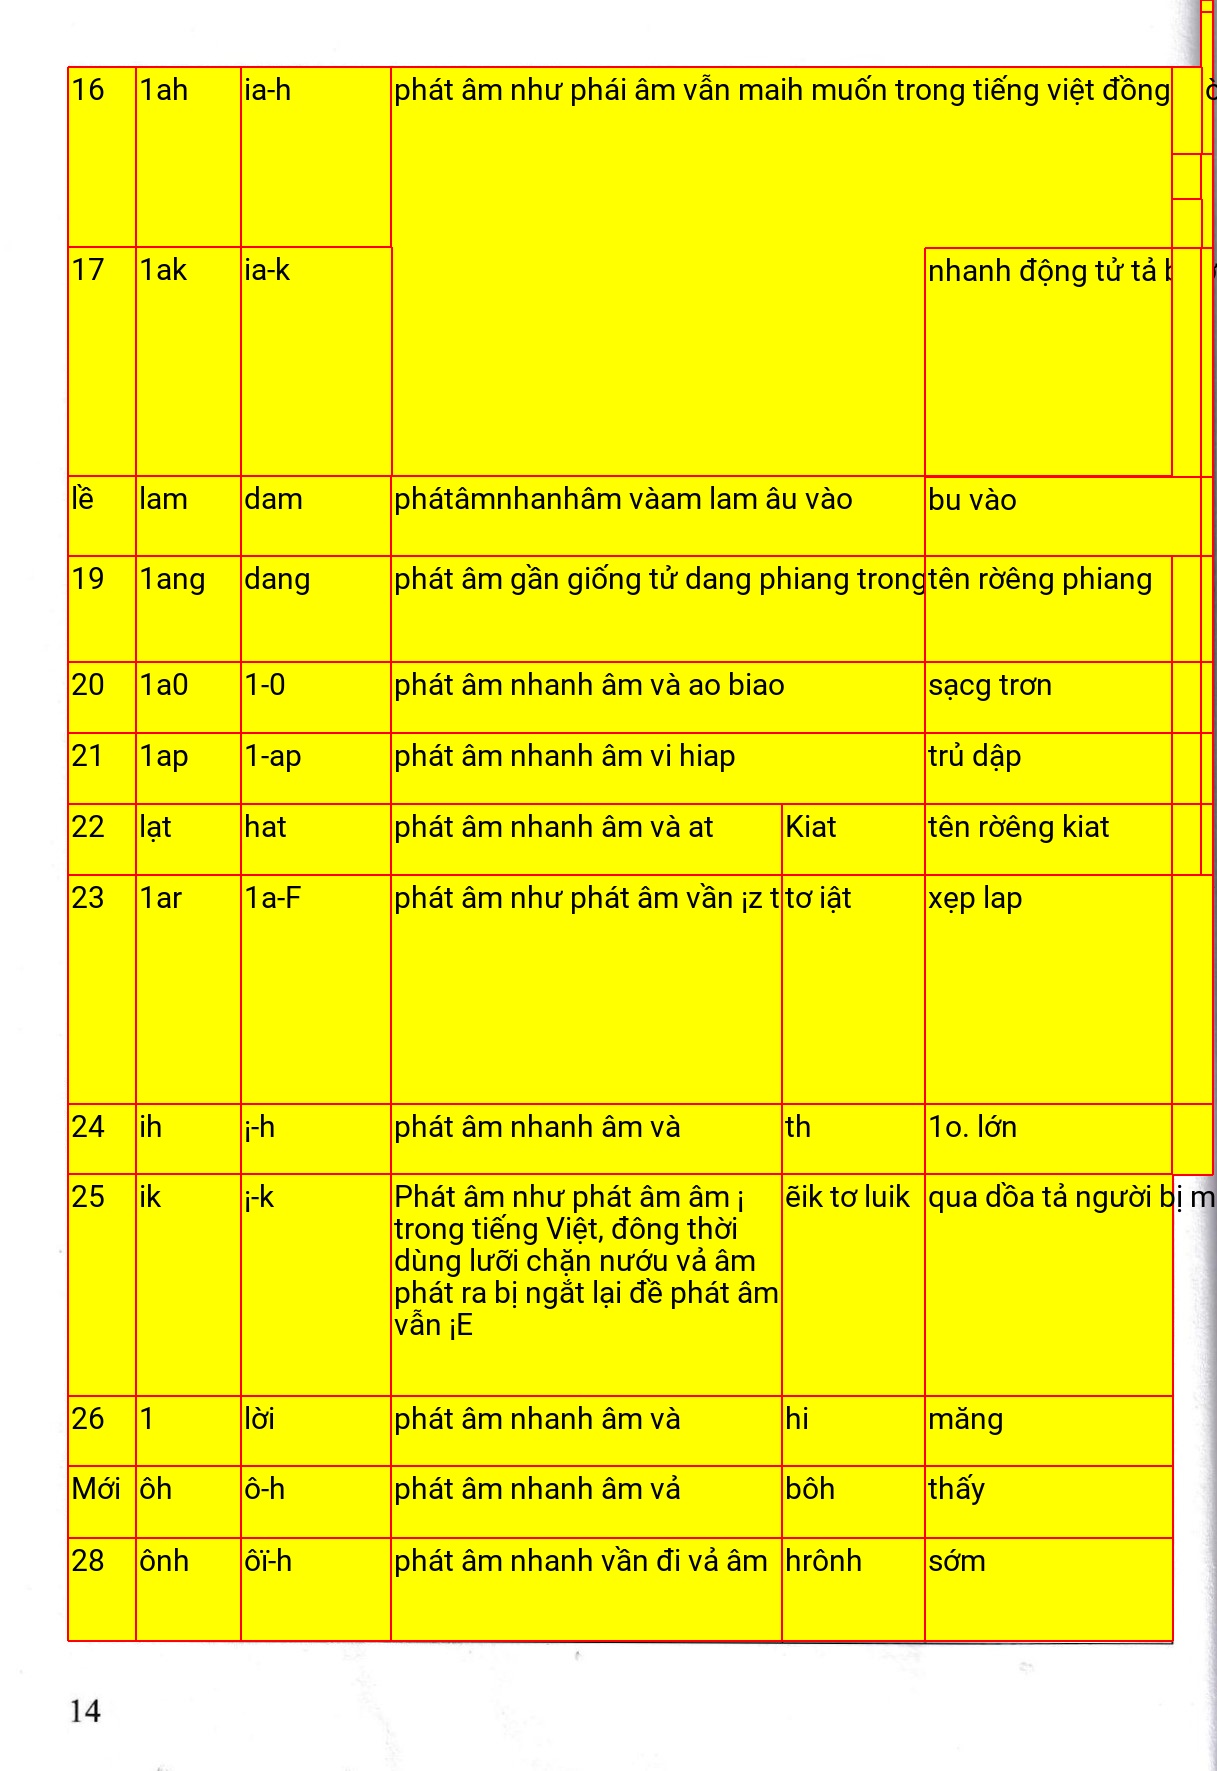 16 1ah ia-h phát âm như phái âm vẫn maih muốn trong tiếng việt đồng
17 1ak ia-k nhanh động tử tả
lề lam dam phátâmnhanhâm vàam lam âu vào bu vào
19 1ang dang phát âm gần giống tử dang phiang trong tên rờêng phiang
20 1a0 1-0 phát âm nhanh âm và ao biao sạcg trơn
21 1ap 1-ap phát âm nhanh âm vi hiap trủ dập
22 lạt hat phát âm nhanh âm và at Kiat tên rờêng kiat
23 1ar 1a-F phát âm như phát âm vần ¡z t tơ iật xẹp lap
24 ih ¡-h phát âm nhanh âm và th 1o. lớn
25 ik ¡-k Phát âm như phát âm âm ¡ ẽik tơ luik qua dồa tả người bị m
trong tiếng Việt, đông thời
dùng lưỡi chặn nướu vả âm
phát ra bị ngắt lại đề phát âm
vẫn ¡E
26 1 lời phát âm nhanh âm và hi măng
Mới ôh ô-h phát âm nhanh âm vả bôh thấy
28 ônh ôï-h phát âm nhanh vần đi vả âm hrônh sớm
14